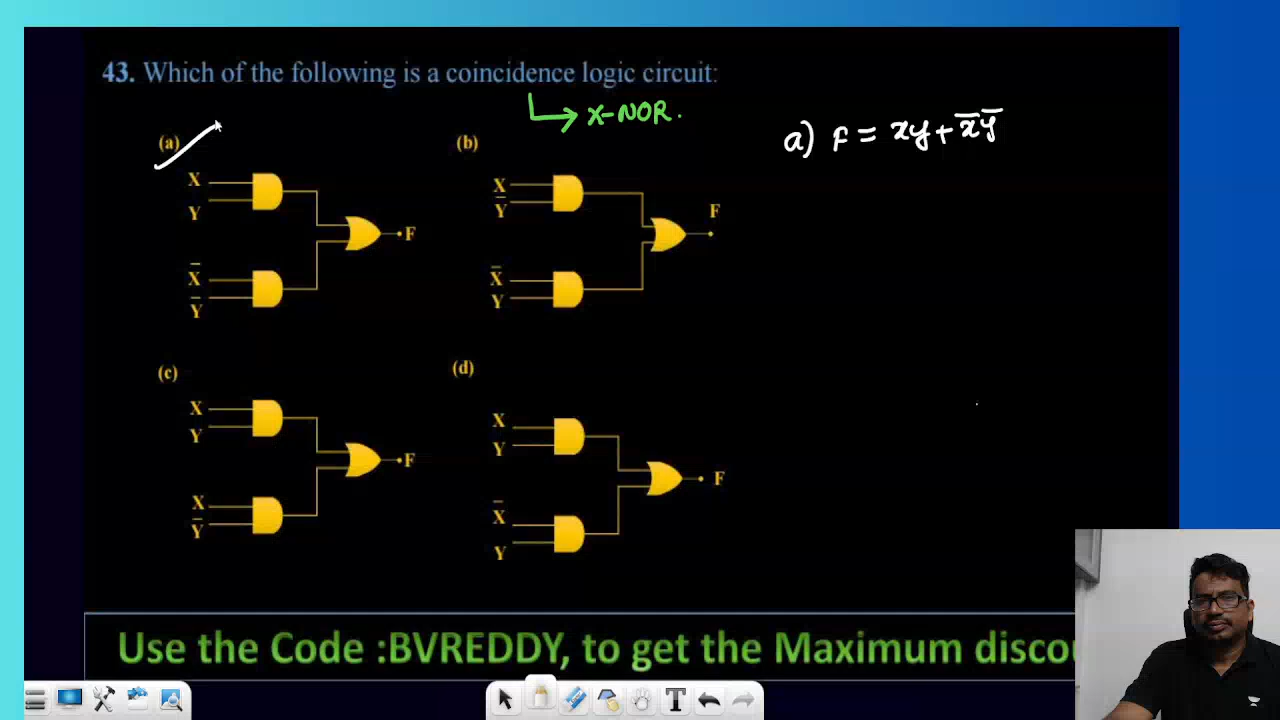 43. Which of the following is a coincidence logic circuit:
X-NOR.
a) F = xy + x̅y̅
(a)
X
Y
X̅
Y̅
F
(b)
X
Y̅
X̅
Y
F
(c)
X
Y
X
Y̅
F
(d)
X
Y
X̅
Y
F
Use the Code :BVREDDY, to get the Maximum disco
T